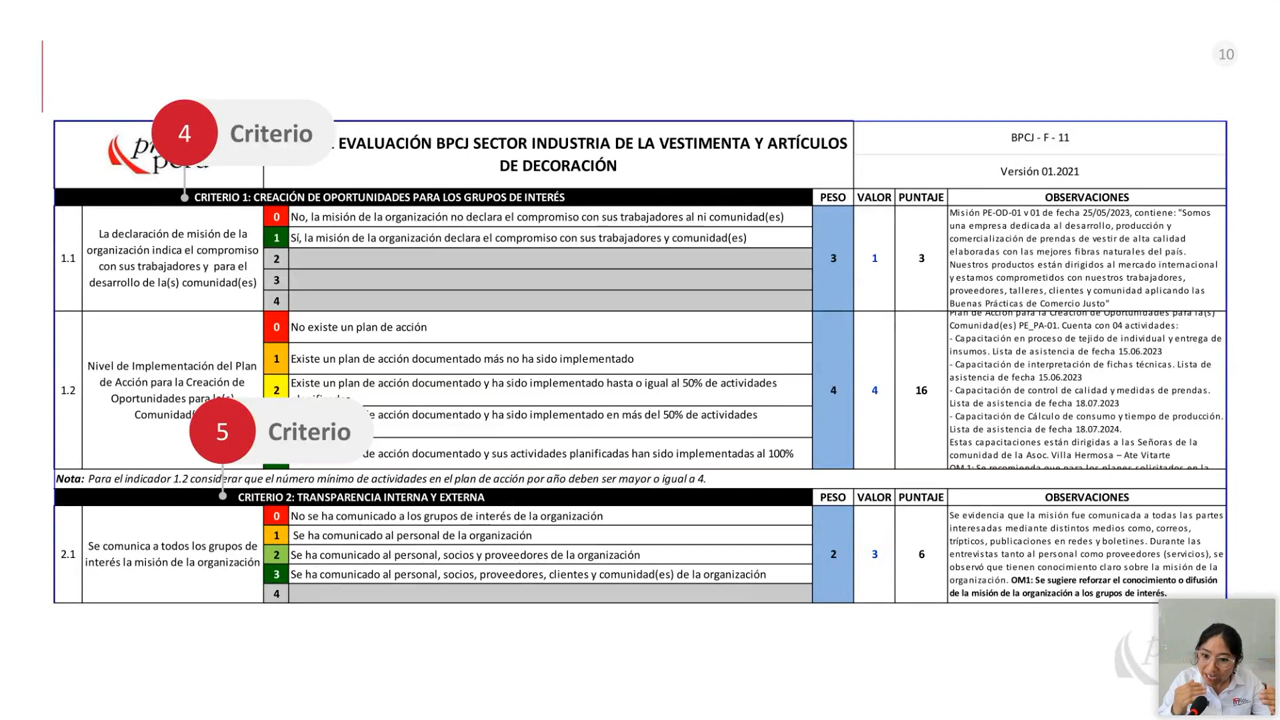 10
4 Criterio
EVALUACIÓN BPCJ SECTOR INDUSTRIA DE LA VESTIMENTA Y ARTÍCULOS
DE DECORACIÓN
BPCJ - F - 11
Versión 01.2021
CRITERIO 1: CREACIÓN DE OPORTUNIDADES PARA LOS GRUPOS DE INTERÉS PESO VALOR PUNTAJE OBSERVACIONES
1.1
La declaración de misión de la
organización indica el compromiso
con sus trabajadores y para el
desarrollo de la(s) comunidad(es)
0 No, la misión de la organización no declara el compromiso con sus trabajadores al ni comunidad(es)
1 Sí, la misión de la organización declara el compromiso con sus trabajadores y comunidad(es)
2
3
4
3 1 3
Misión PE-OD-01 v 01 de fecha 25/05/2023, contiene: "Somos
una empresa dedicada al desarrollo, producción y
comercialización de prendas de vestir de alta calidad
elaboradas con las mejores fibras naturales del país.
Nuestros productos están dirigidos al mercado internacional
y estamos comprometidos con nuestros trabajadores,
proveedores, talleres, clientes y comunidad aplicando las
Buenas Prácticas de Comercio Justo"
1.2
Nivel de Implementación del Plan
de Acción para la Creación de
Oportunidades para
Comunidad
0 No existe un plan de acción
1 Existe un plan de acción documentado más no ha sido implementado
2 Existe un plan de acción documentado y ha sido implementado hasta o igual al 50% de actividades
de acción documentado y ha sido implementado en más del 50% de actividades
de acción documentado y sus actividades planificadas han sido implementadas al 100%
4 4 16
Plan de Acción para la Creación de Oportunidades para la(s)
Comunidad(es) PE_PA-01. Cuenta con 04 actividades:
- Capacitación en proceso de tejido de individual y entrega de
insumos. Lista de asistencia de fecha 15.06.2023
- Capacitación de interpretación de fichas técnicas. Lista de
asistencia de fecha 15.06.2023
- Capacitación de control de calidad y medidas de prendas.
Lista de asistencia de fecha 18.07.2023
- Capacitación de Cálculo de consumo y tiempo de producción.
Lista de asistencia de fecha 18.07.2024.
Estas capacitaciones están dirigidas a las Señoras de la
comunidad de la Asoc. Villa Hermosa – Ate Vitarte
OM 1: Se recomienda que para los planes solicitados en la
5 Criterio
Nota: Para el indicador 1.2 considerar que el número mínimo de actividades en el plan de acción por año deben ser mayor o igual a 4.
CRITERIO 2: TRANSPARENCIA INTERNA Y EXTERNA PESO VALOR PUNTAJE OBSERVACIONES
2.1
Se comunica a todos los grupos de
interés la misión de la organización
0 No se ha comunicado a los grupos de interés de la organización
1 Se ha comunicado al personal de la organización
2 Se ha comunicado al personal, socios y proveedores de la organización
3 Se ha comunicado al personal, socios, proveedores, clientes y comunidad(es) de la organización
4
2 3 6
Se evidencia que la misión fue comunicada a todas las partes
interesadas mediante distintos medios como, correos,
trípticos, publicaciones en redes y boletines. Durante las
entrevistas tanto al personal como proveedores (servicios), se
observó que tienen conocimiento claro sobre la misión de la
organización. OM1: Se sugiere reforzar el conocimiento o difusión
de la misión de la organización a los grupos de interés.